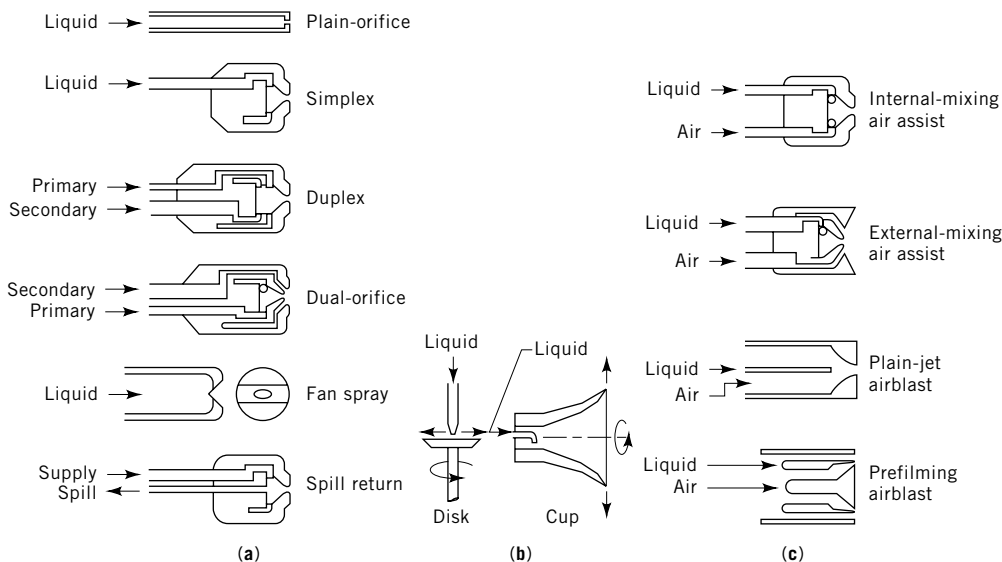 Liquid
Plain-orifice
Liquid
Simplex
Primary
Secondary
Duplex
Secondary
Primary
Dual-orifice
Liquid
Fan spray
Supply
Spill
Spill return
(a)
Liquid
Liquid
Disk
Cup
(b)
Liquid
Air
Internal-mixing
air assist
Liquid
Air
External-mixing
air assist
Liquid
Air
Plain-jet
airblast
Liquid
Air
Prefilming
airblast
(c)